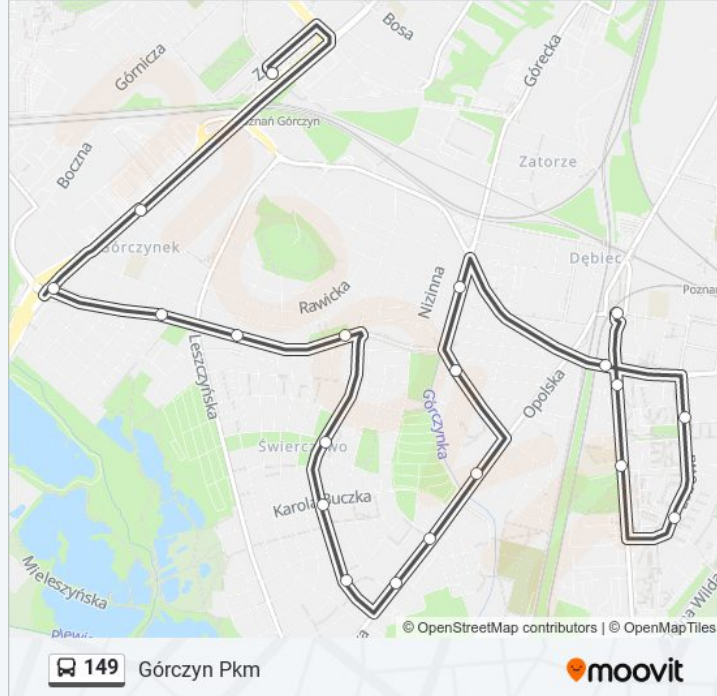 Bosa
Górnicza
Górecka
znań Górczyn
Boczna
Zatorze
Górczynek
Dębiec
Poznań
Nizinna
Rawicka
Leszczyńska
Opolska
Górczynka
Świerczewo
Karola Buczka
Mieleszyńska
© OpenStreetMap contributors | © OpenMapTiles
149 Górczyn Pkm
moovit